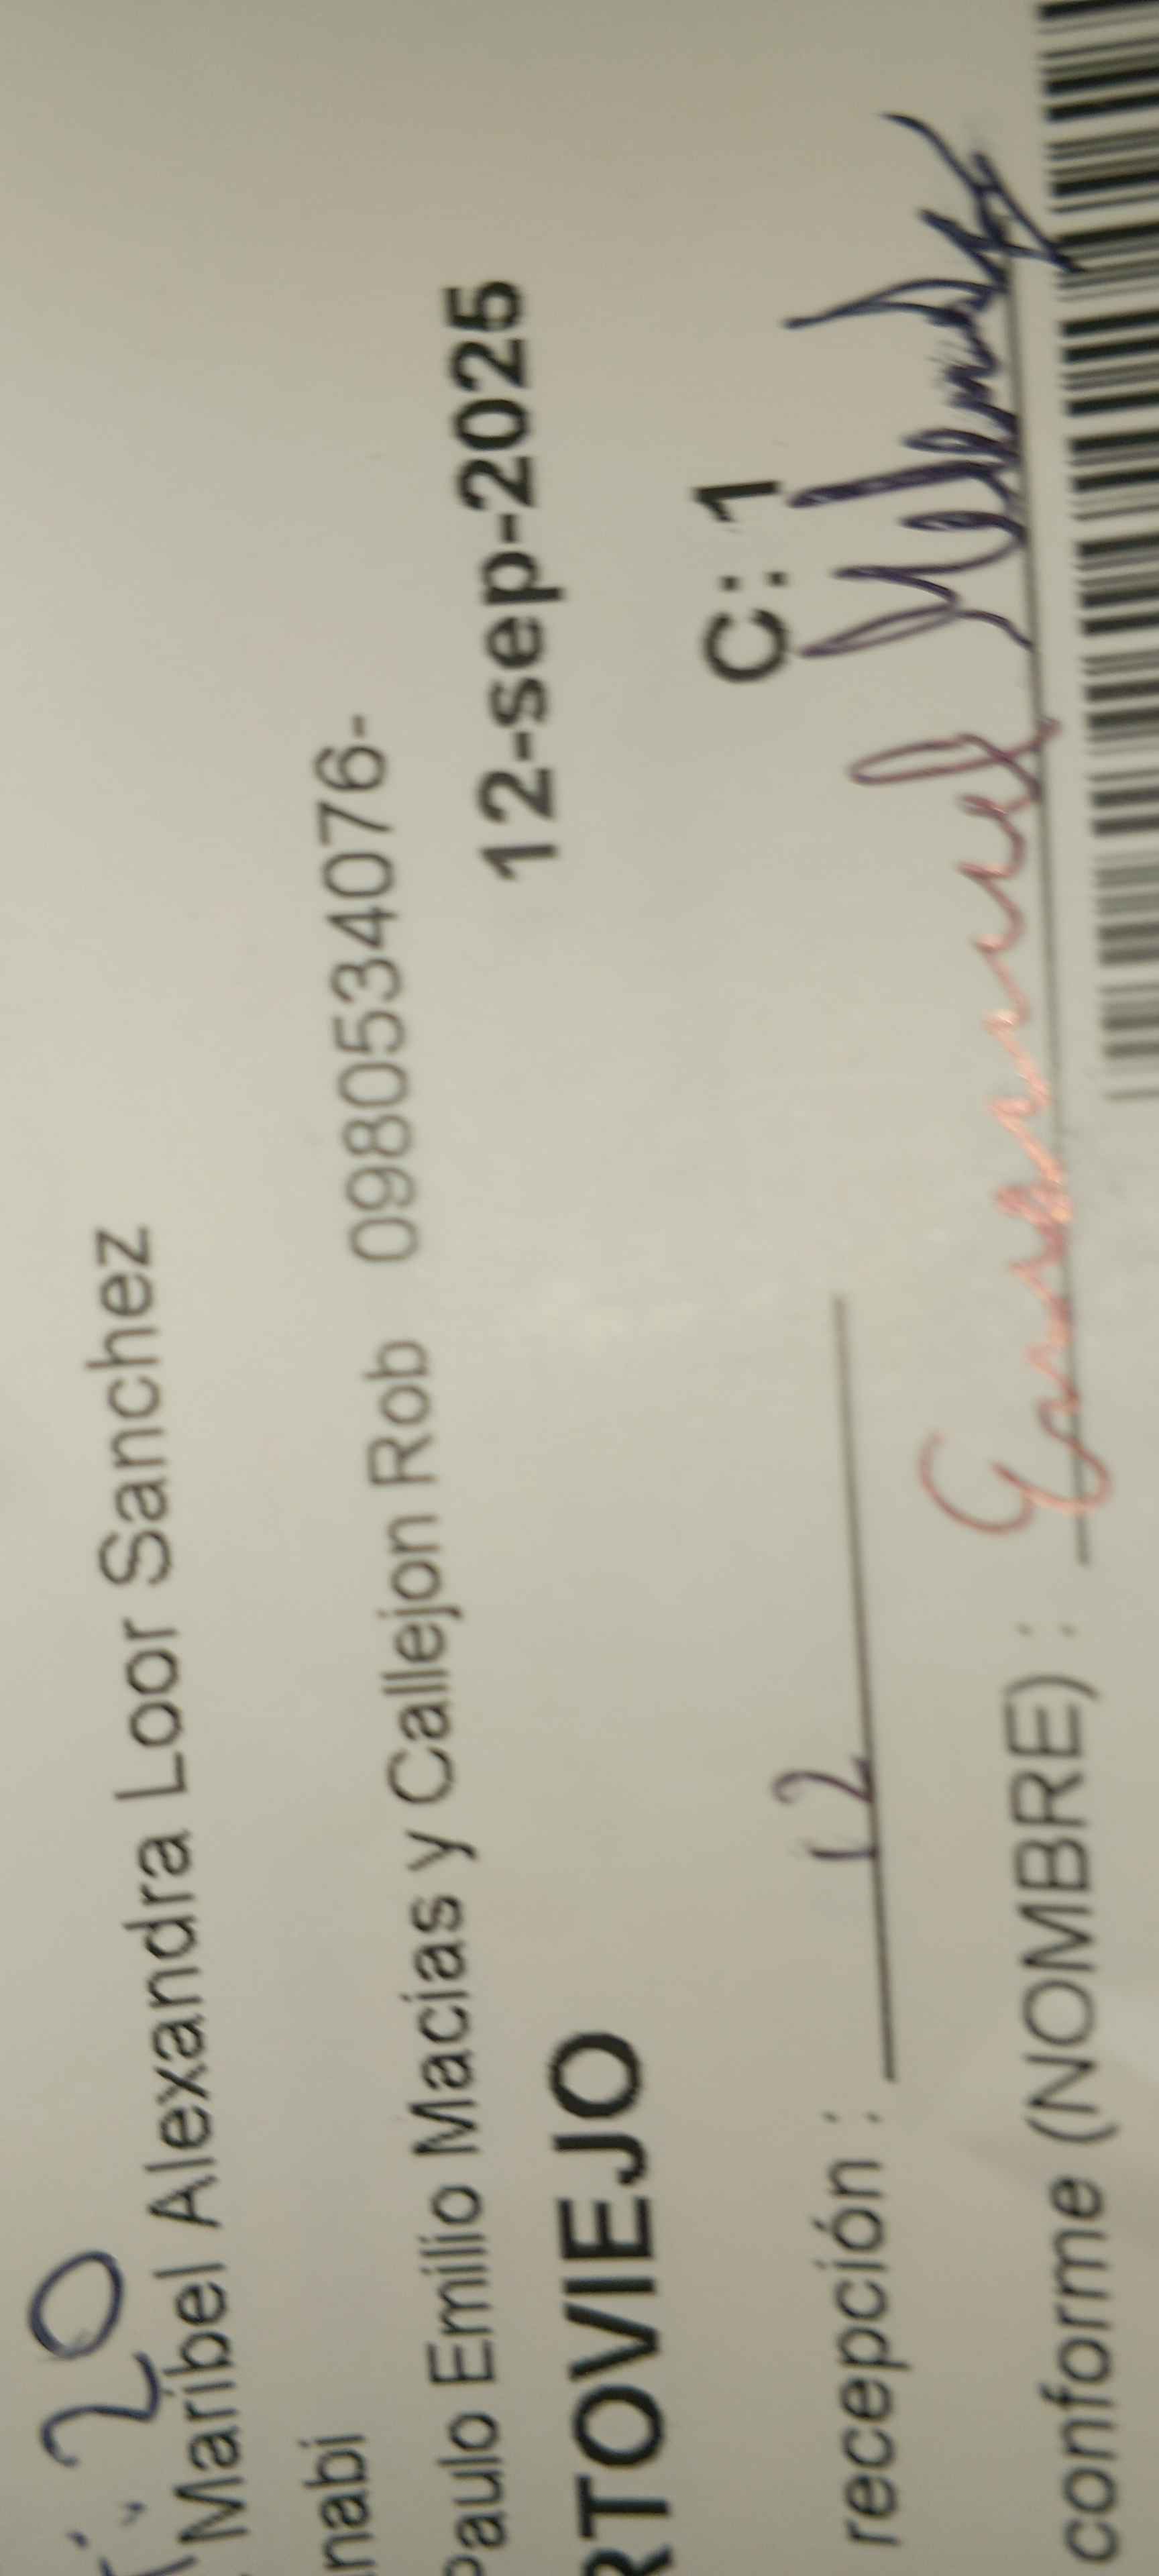 : 20
Maribel Alexandra Loor Sanchez
nabi
Paulo Emilio Macias y Callejon Rob 0980534076-
12-sep-2025
RTOVIEJO
C: 1
recepción : 12
conforme (NOMBRE) :